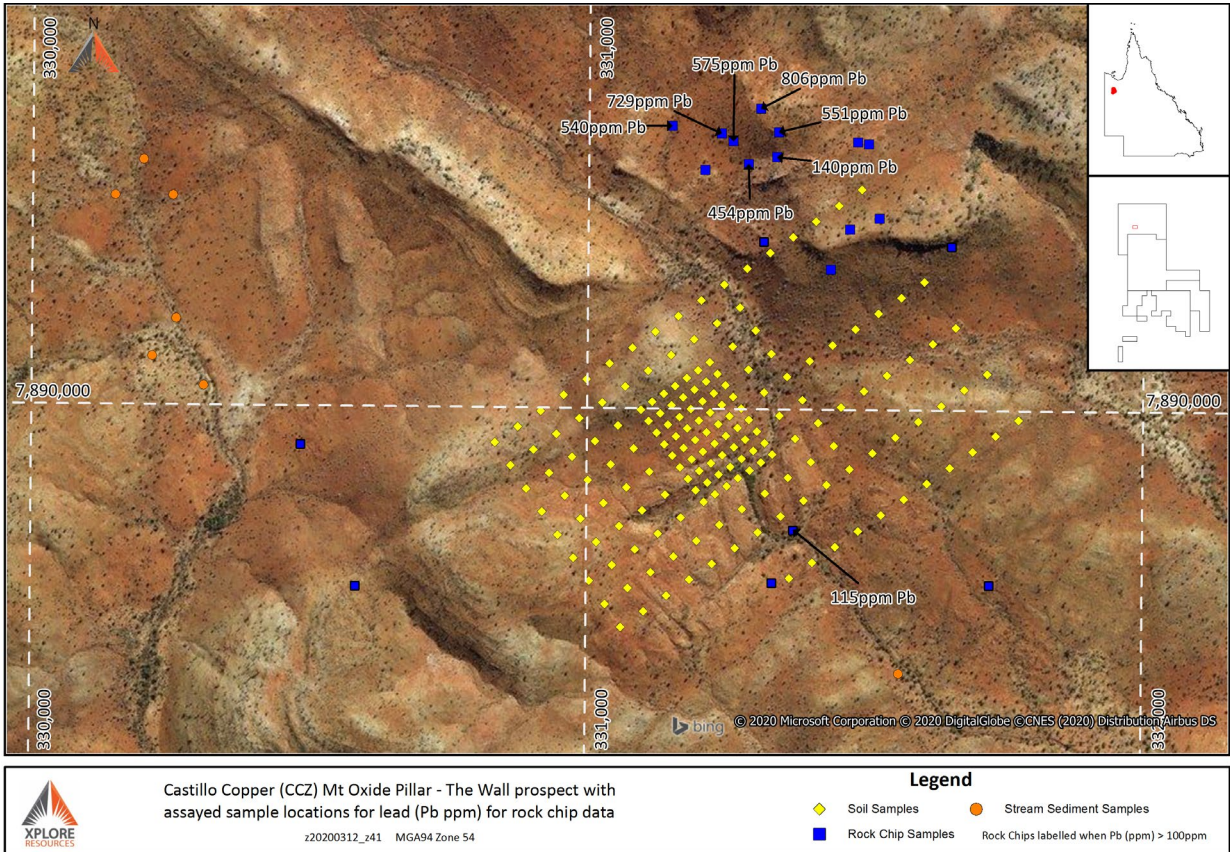 N
330,000
331,000
575ppm Pb
806ppm Pb
729ppm Pb
551ppm Pb
540ppm Pb
140ppm Pb
454ppm Pb
7,890,000
7,890,000
115ppm Pb
330,000
331,000
332,000
bing
© 2020 Microsoft Corporation © 2020 DigitalGlobe ©CNES (2020) Distribution Airbus DS
XPLORE
RESOURCES
Castillo Copper (CCZ) Mt Oxide Pillar - The Wall prospect with
assayed sample locations for lead (Pb ppm) for rock chip data
z20200312_z41 MGA94 Zone 54
Legend
Soil Samples
Stream Sediment Samples
Rock Chip Samples
Rock Chips labelled when Pb (ppm) > 100ppm